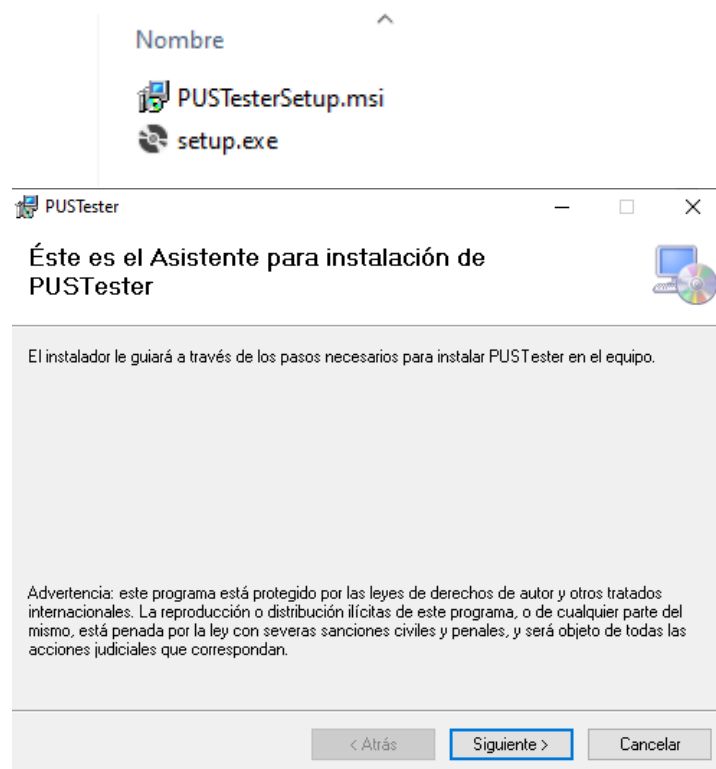 Nombre
PUSTesterSetup.msi
setup.exe
PUSTester
Éste es el Asistente para instalación de
PUSTester
El instalador le guiará a través de los pasos necesarios para instalar PUSTester en el equipo.
Advertencia: este programa está protegido por las leyes de derechos de autor y otros tratados
internacionales. La reproducción o distribución ilícitas de este programa, o de cualquier parte del
mismo, está penada por la ley con severas sanciones civiles y penales, y será objeto de todas las
acciones judiciales que correspondan.
< Atrás
Siguiente >
Cancelar